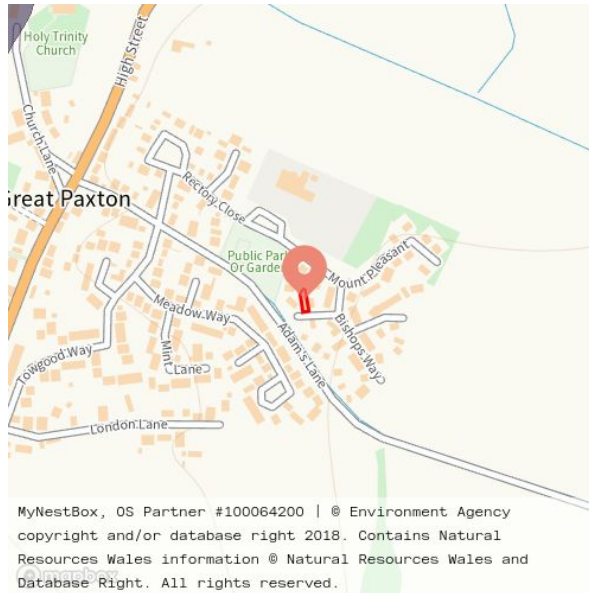 Holy Trinity
Church
High Street
Church Lane
Great Paxton
Rectory Close
Public Park
Or Garden
Mount Pleasant
Meadow Way
Adam's Lane
Bishops Way
Towgood Way
Mint Lane
London Lane
MyNestBox, OS Partner #100064200 | © Environment Agency
copyright and/or database right 2018. Contains Natural
Resources Wales information © Natural Resources Wales and
Database Right. All rights reserved.
mapbox